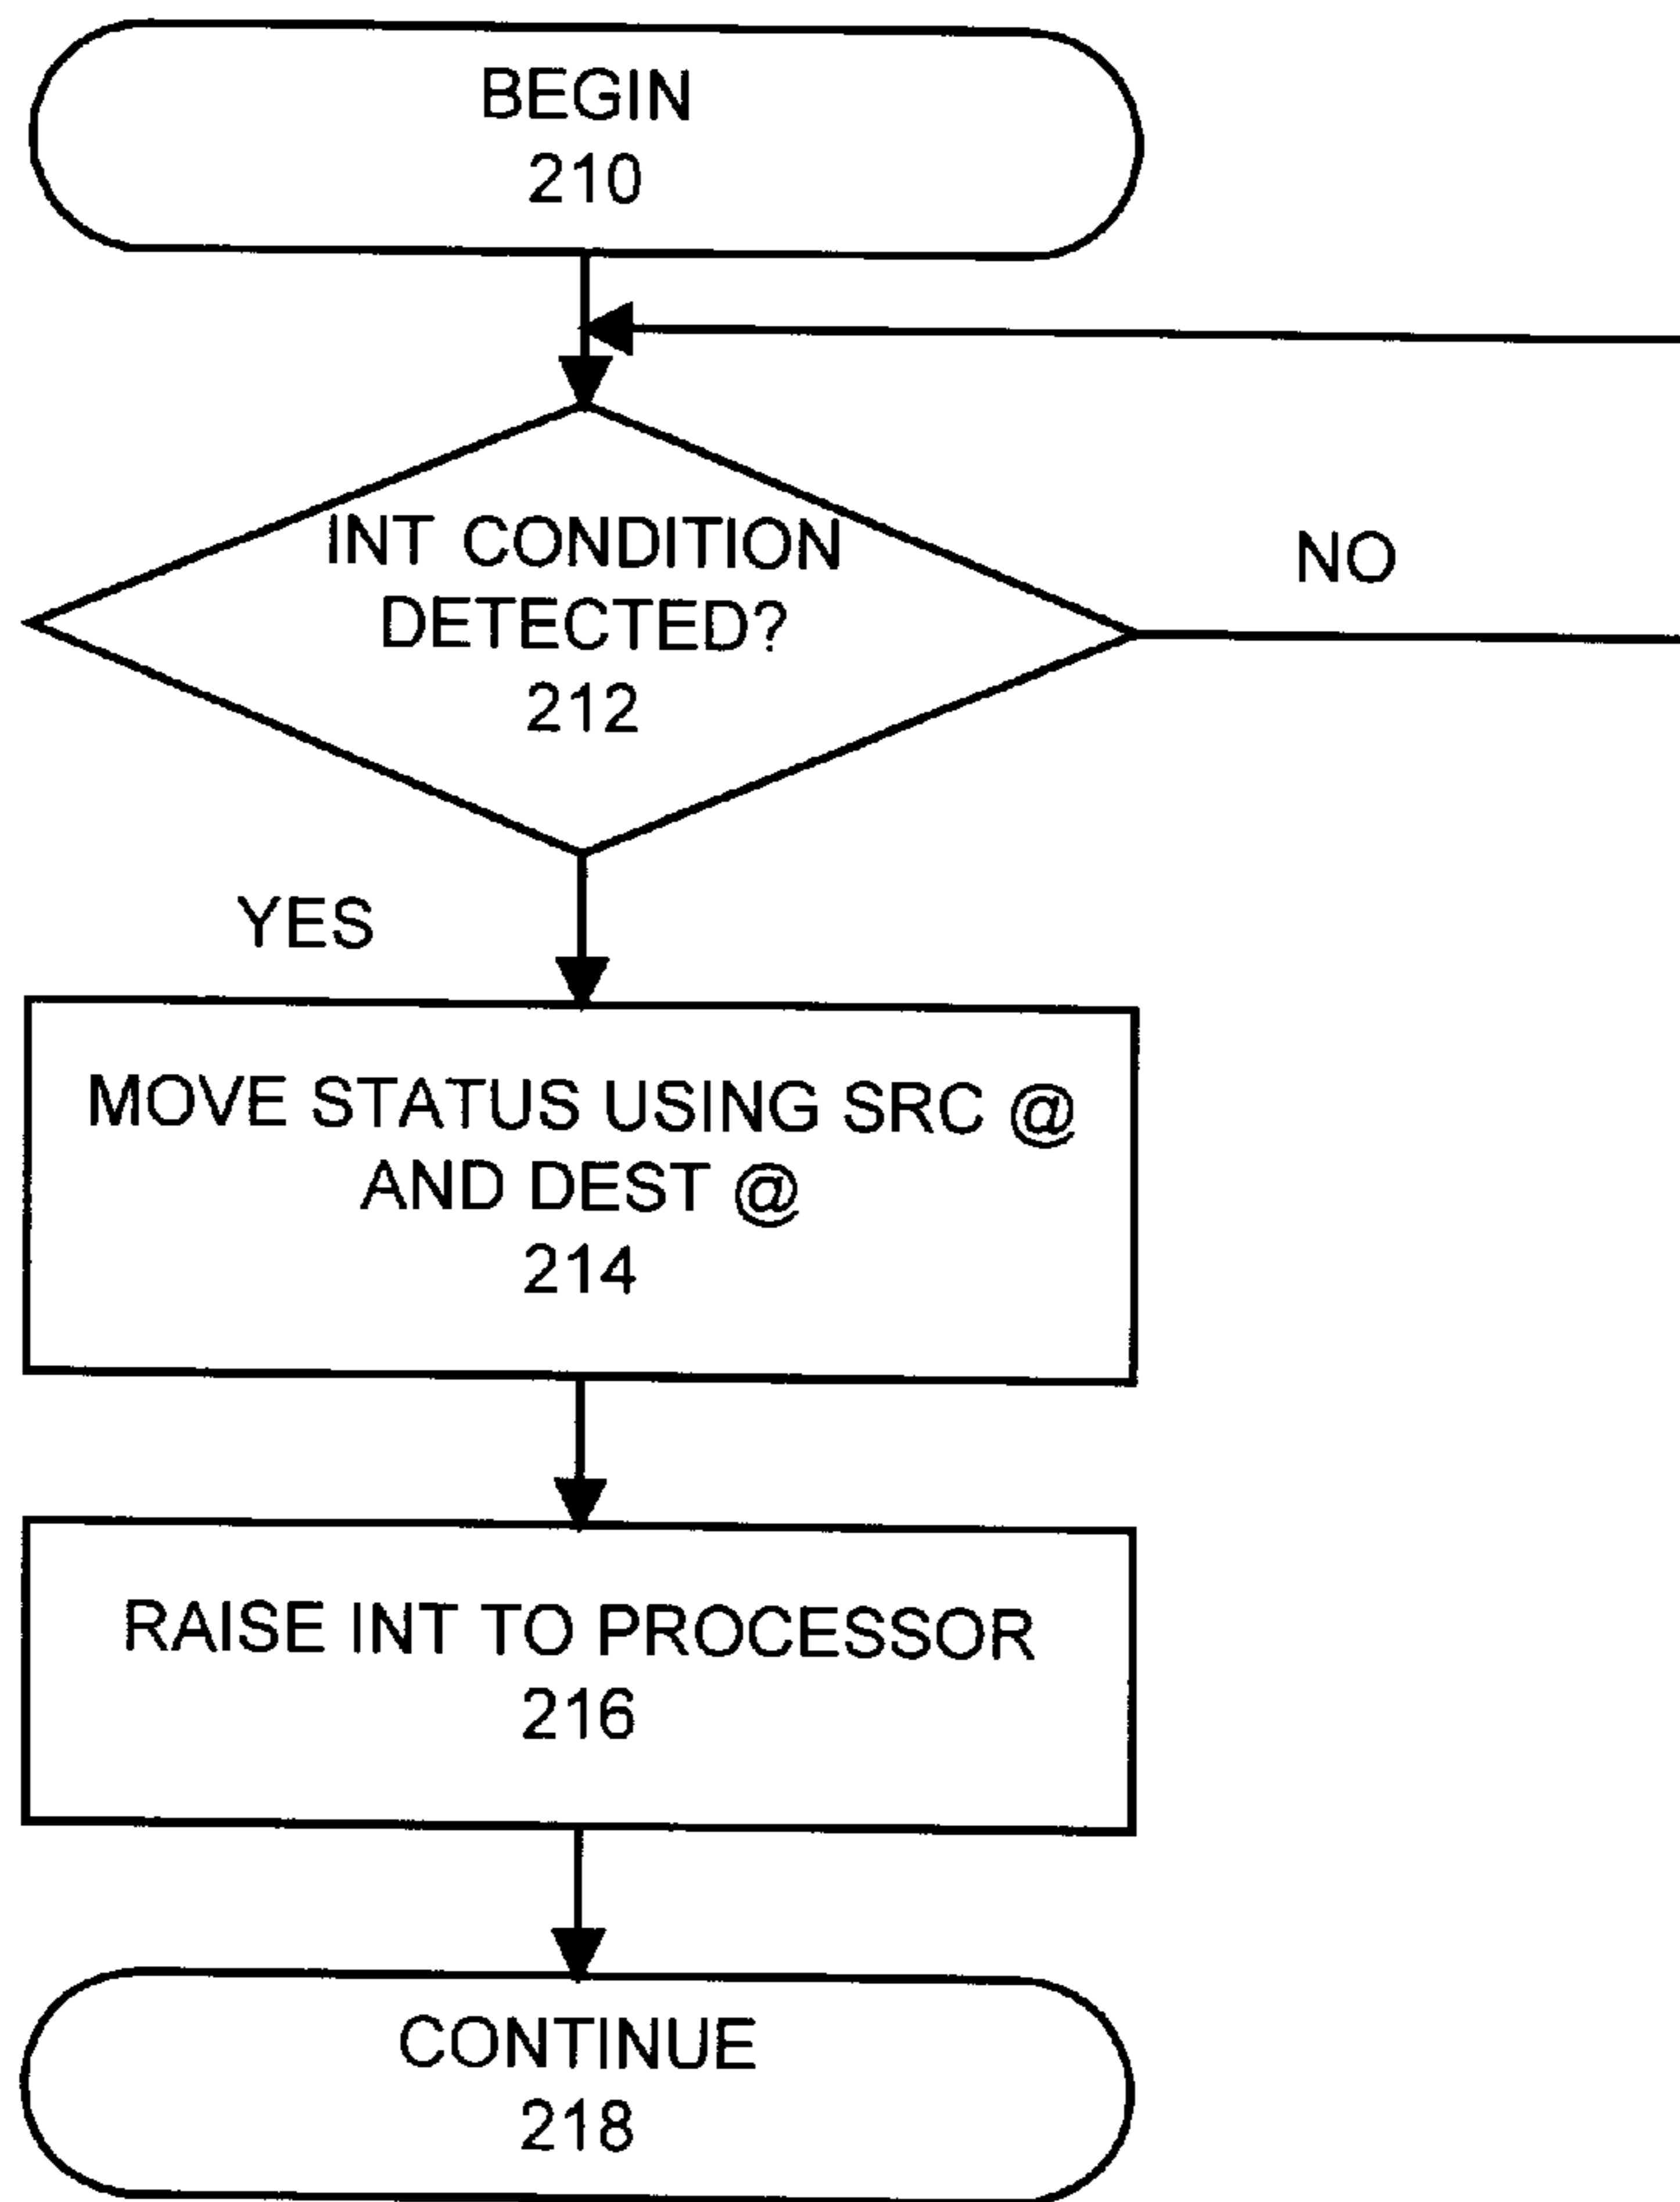 BEGIN
210
INT CONDITION
DETECTED?
212
NO
YES
MOVE STATUS USING SRC @
AND DEST @
214
RAISE INT TO PROCESSOR
216
CONTINUE
218